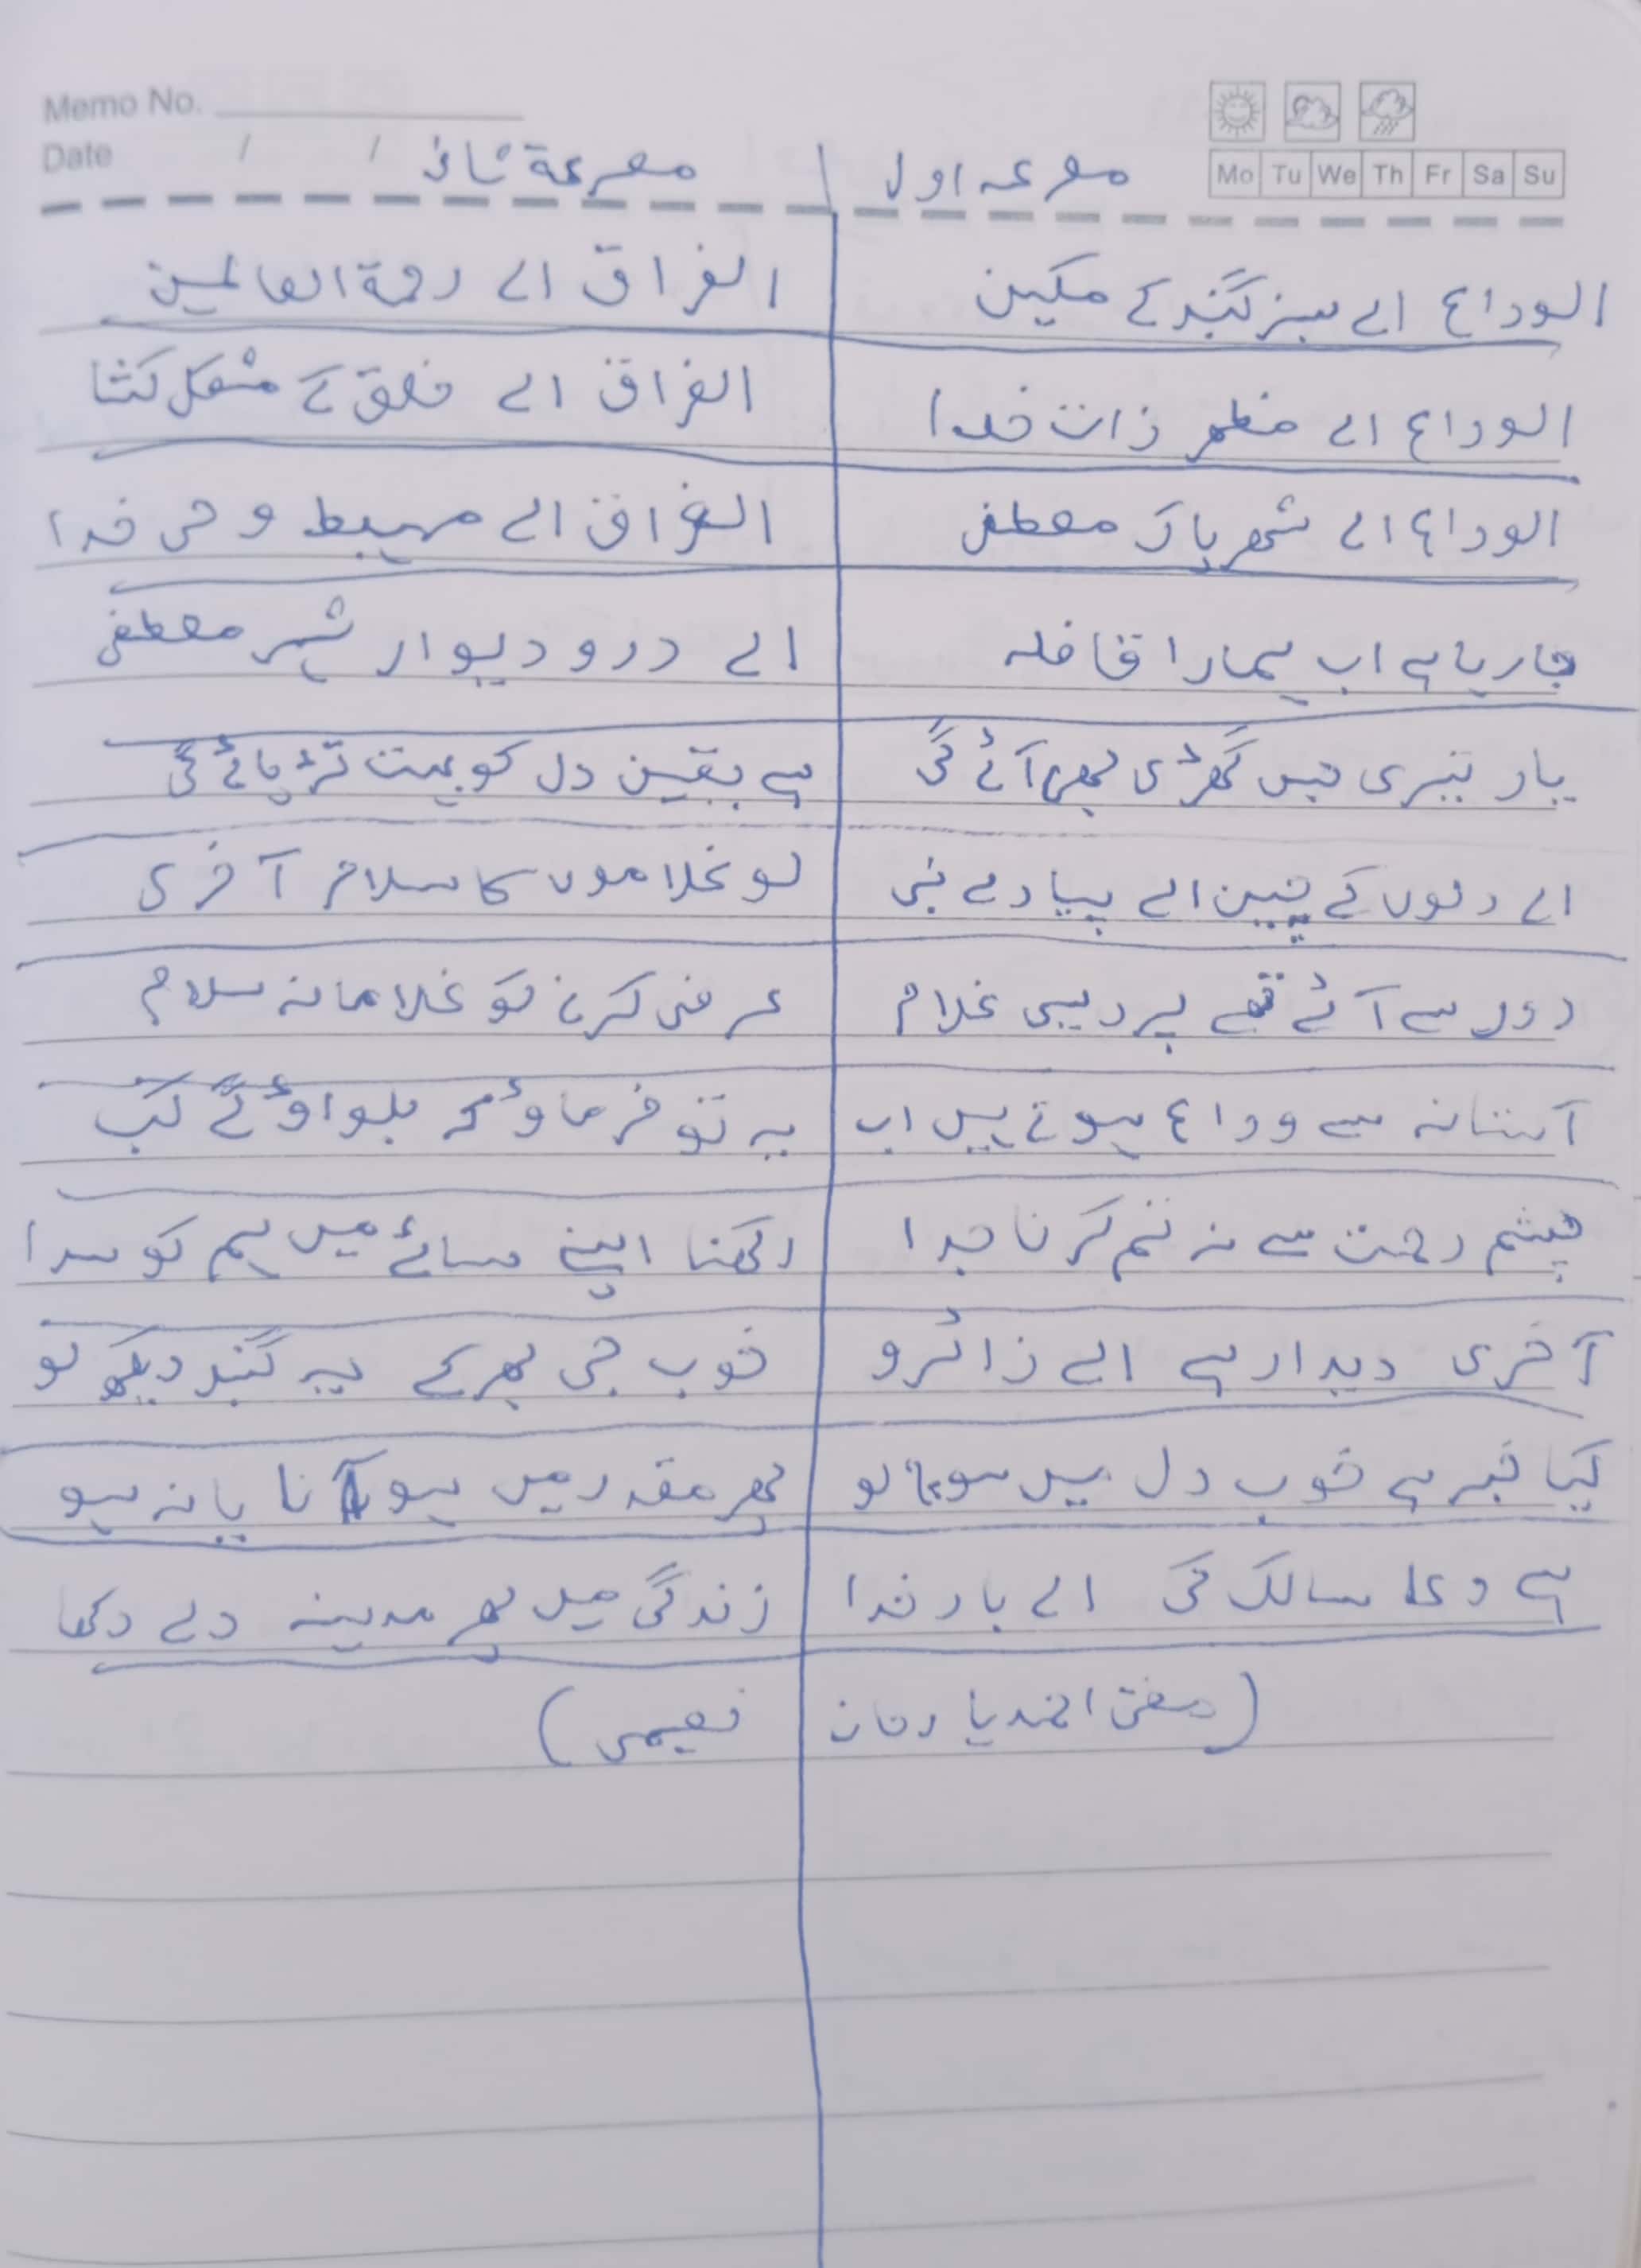 Memo No.
Date / /
Mo Tu We Th Fr Sa Su
مصرعہ اول | مصرعۃ ثانی
الوداع اے سبز گنبد کے مکین | الفراق اے رحمۃ العالمین
الوداع اے مظہر ذات خدا | الفراق اے خلق کے مشکل کشا
الوداع اے شہر پاک مصطفی | الفراق اے مہبط وحی خدا
جا رہا ہے اب ہمارا قافلہ | اے در و دیوار شہر مصطفی
یاد تیری جس گھڑی بھی آئے گی | ہے یقین دل کو بہت تڑپائے گی
اے دلوں کے چین اے پیارے نبی | لو غلاموں کا سلام آخری
دور سے آئے تھے پردیسی غلام | عرض کرنے کو غلامانہ سلام
آستانہ سے وداع ہوتے ہیں اب | یہ تو فرماؤ کہ بلواؤ گے کب
چشم رحمت سے نہ تم کرنا جدا | رکھنا اپنے سائے میں ہم کو سدا
آخری دیدار ہے اے زائرو | خوب جی بھر کے یہ گنبد دیکھ لو
کیا خبر ہے خوب دل میں سوچ لو | پھر مقدر میں ہو آنا یا نہ ہو
ہے دعا سالک کی اے بار خدا | زندگی میں پھر مدینہ دے دکھا
(مفتی احمد یار خان نعیمی)